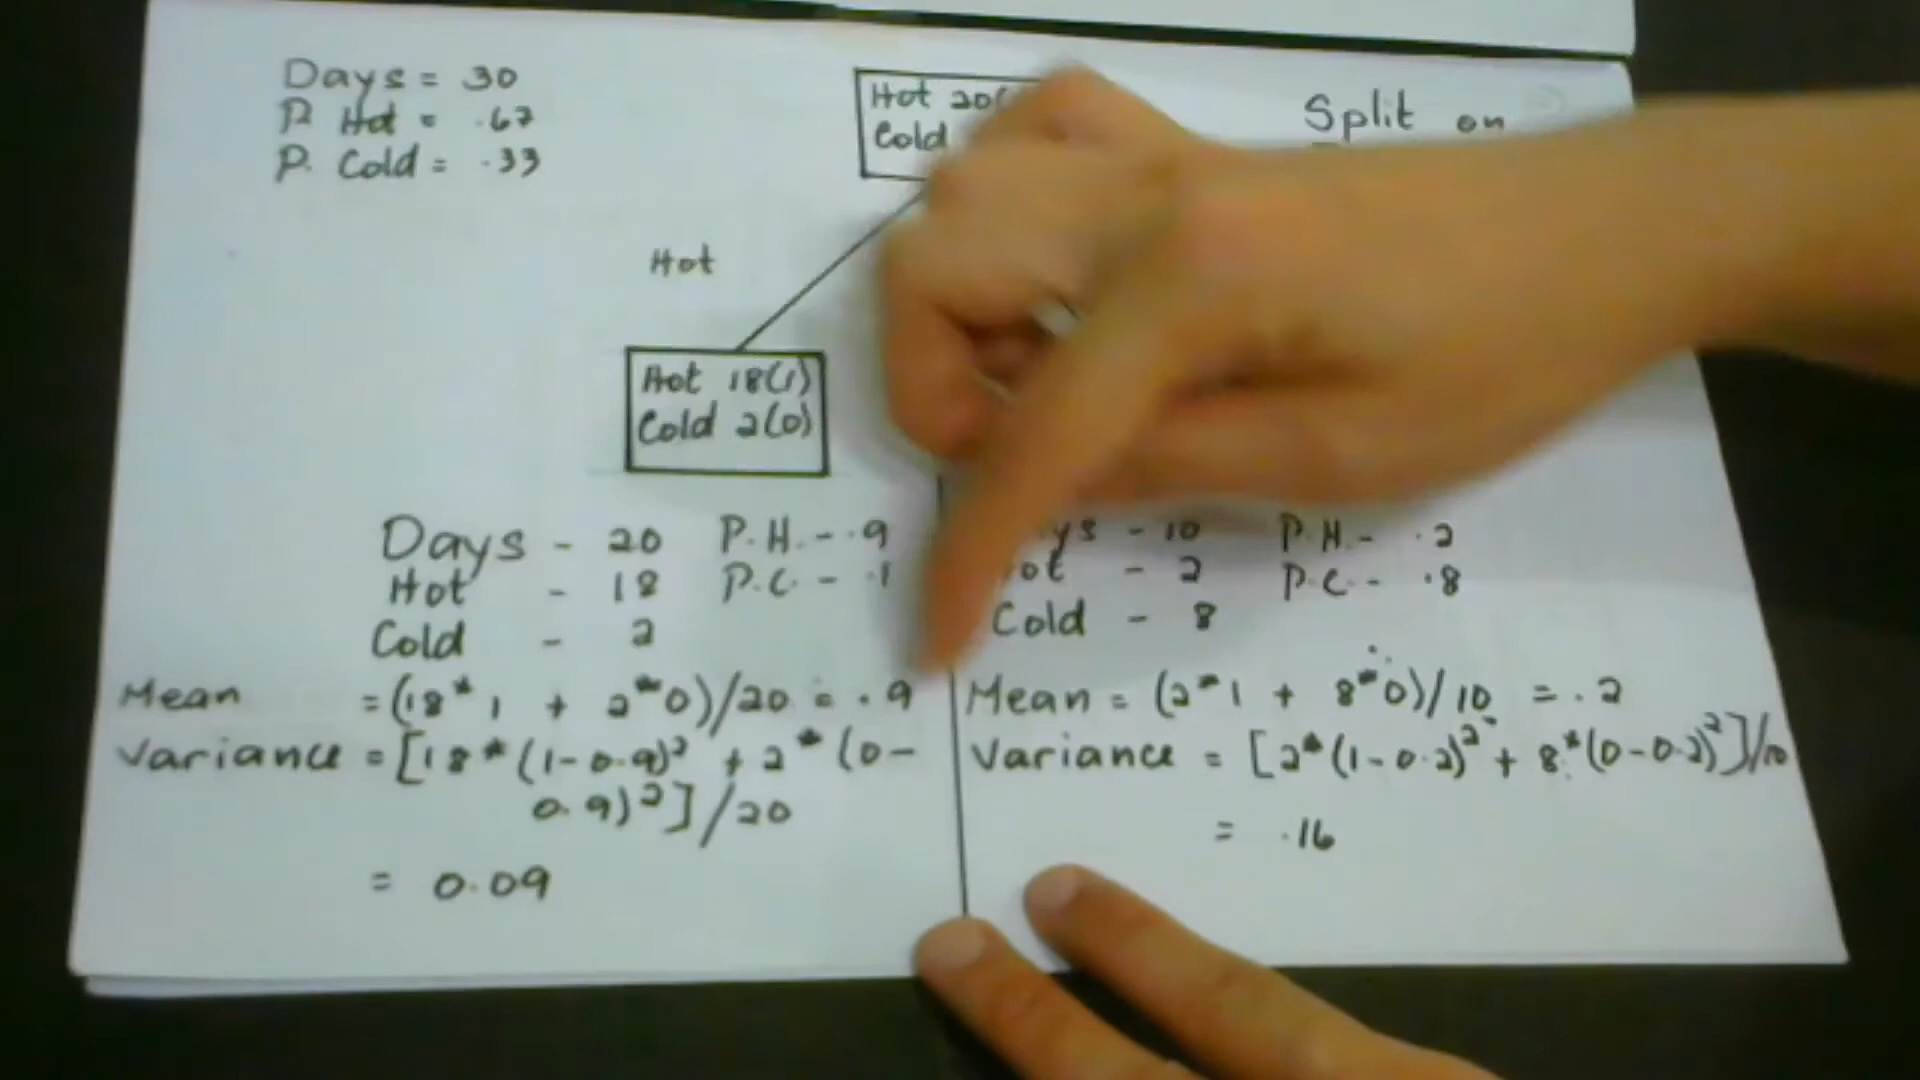 Days = 30
P Hot = .67
P. Cold = .33
Hot 20(
Cold
Split on
Hot
Hot 18(1)
Cold 2(0)
Days - 20 P.H. - .9
Hot - 18 P.C. - .1
Cold - 2
Mean = (18*1 + 2*0)/20 = .9
Variance = [18*(1-0.9)² + 2*(0-
0.9)²]/20
= 0.09
ys - 10 P.H. - .2
ot - 2 P.C. - .8
Cold - 8
Mean = (2*1 + 8*0)/10 = .2
Variance = [2*(1-0.2)² + 8*(0-0.2)²]/10
= .16